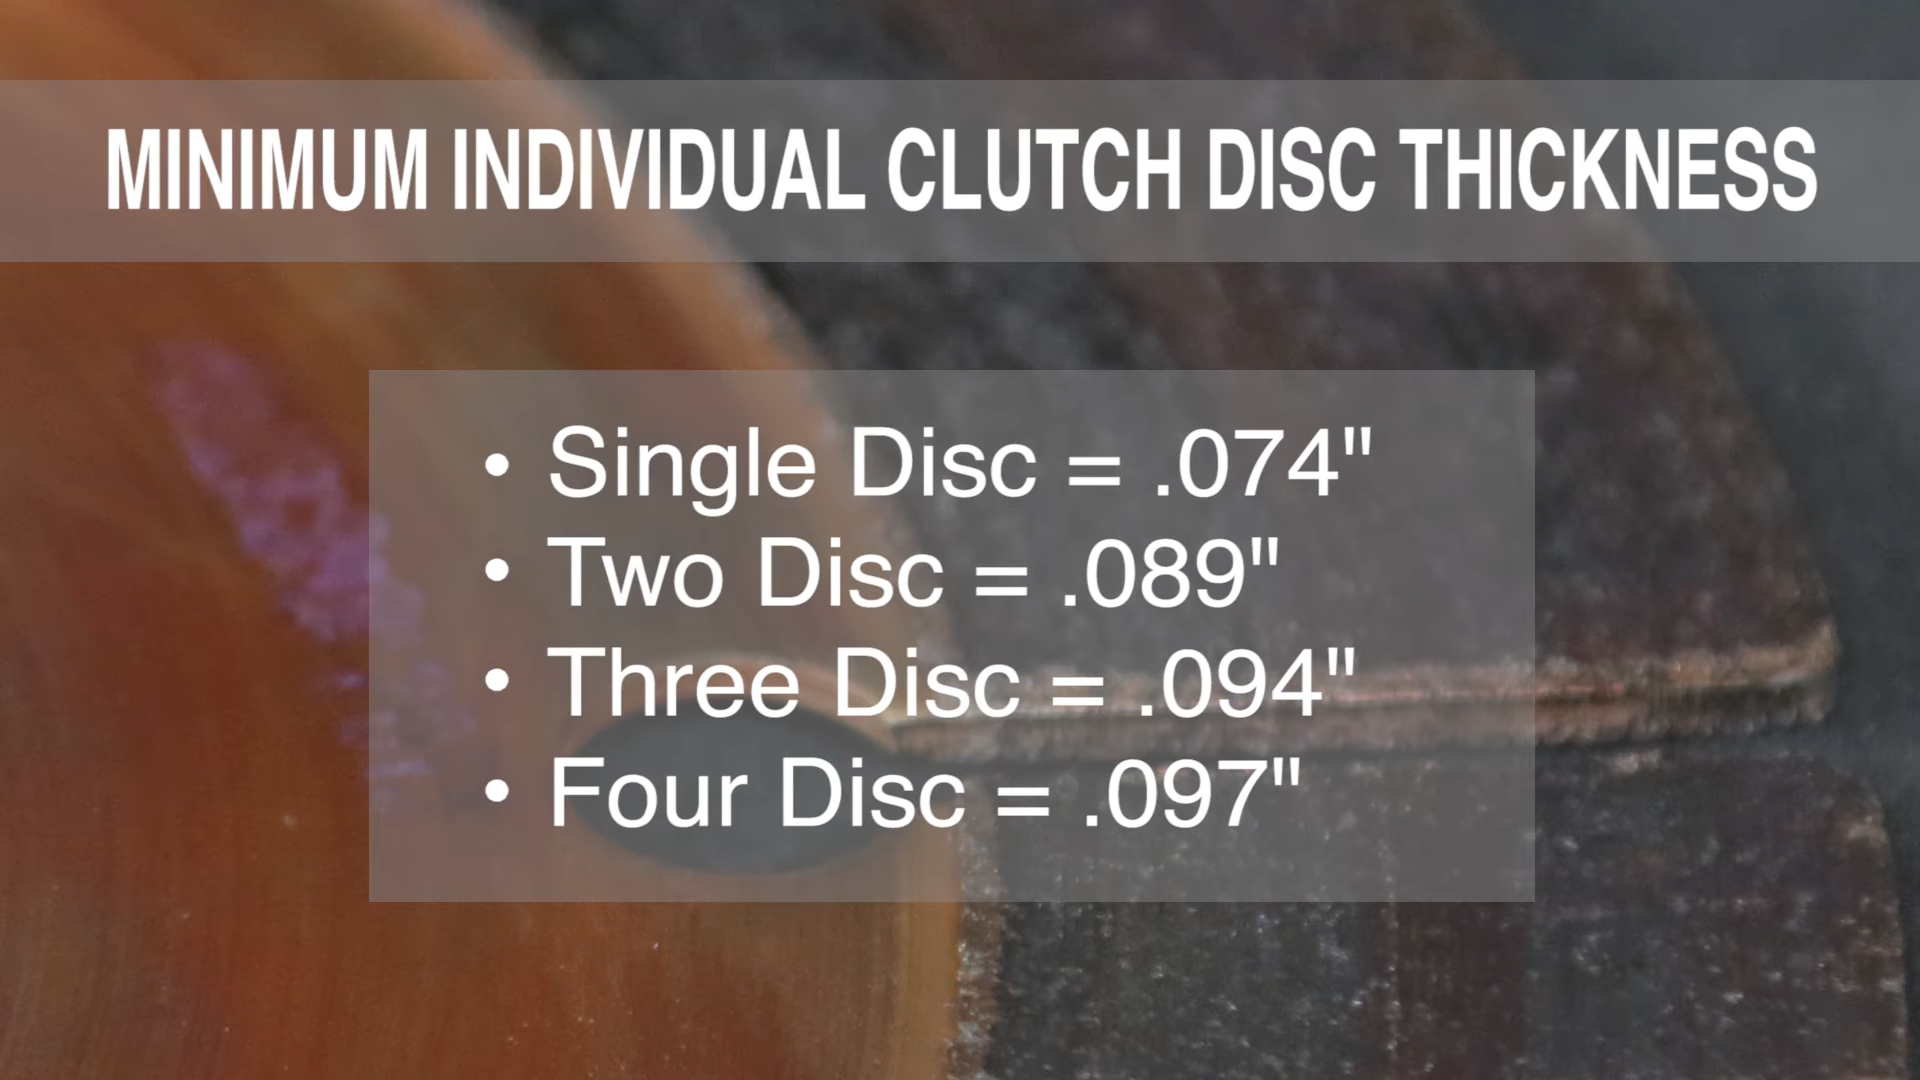 MINIMUM INDIVIDUAL CLUTCH DISC THICKNESS
• Single Disc = .074"
• Two Disc = .089"
• Three Disc = .094"
• Four Disc = .097"